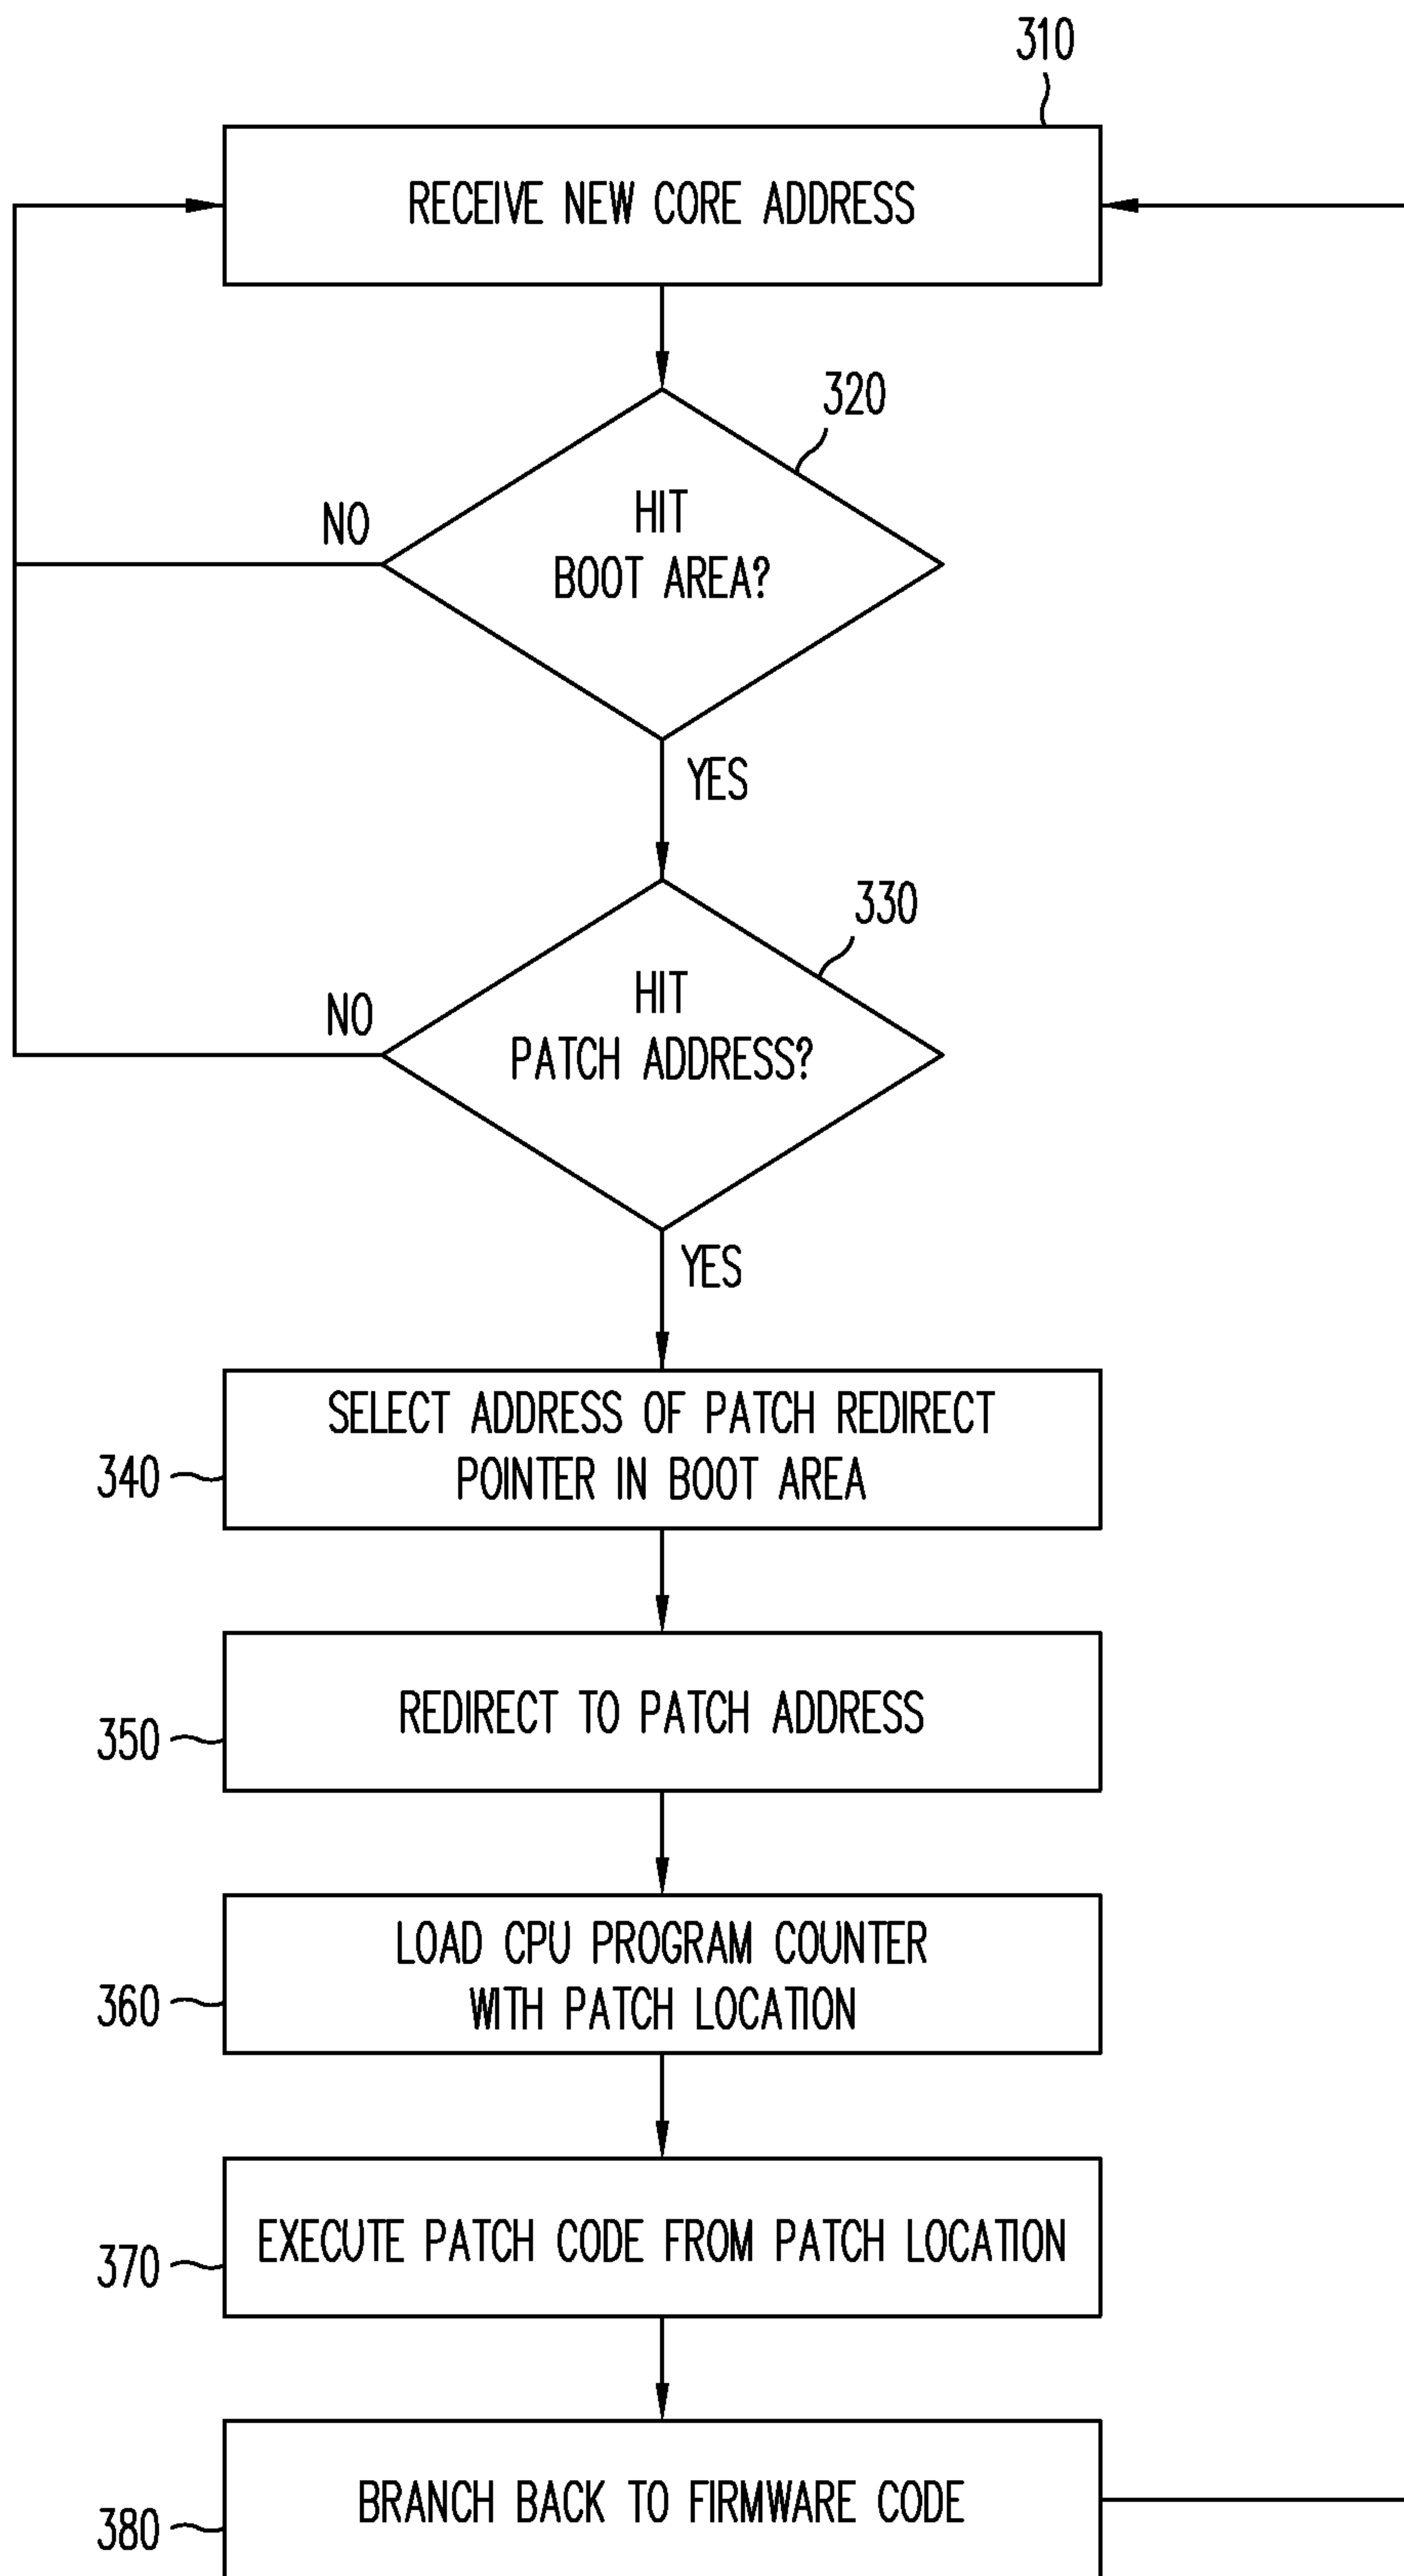 310
RECEIVE NEW CORE ADDRESS
320
HIT
BOOT AREA?
NO
YES
330
HIT
PATCH ADDRESS?
NO
YES
SELECT ADDRESS OF PATCH REDIRECT
POINTER IN BOOT AREA
340
REDIRECT TO PATCH ADDRESS
350
LOAD CPU PROGRAM COUNTER
WITH PATCH LOCATION
360
EXECUTE PATCH CODE FROM PATCH LOCATION
370
BRANCH BACK TO FIRMWARE CODE
380